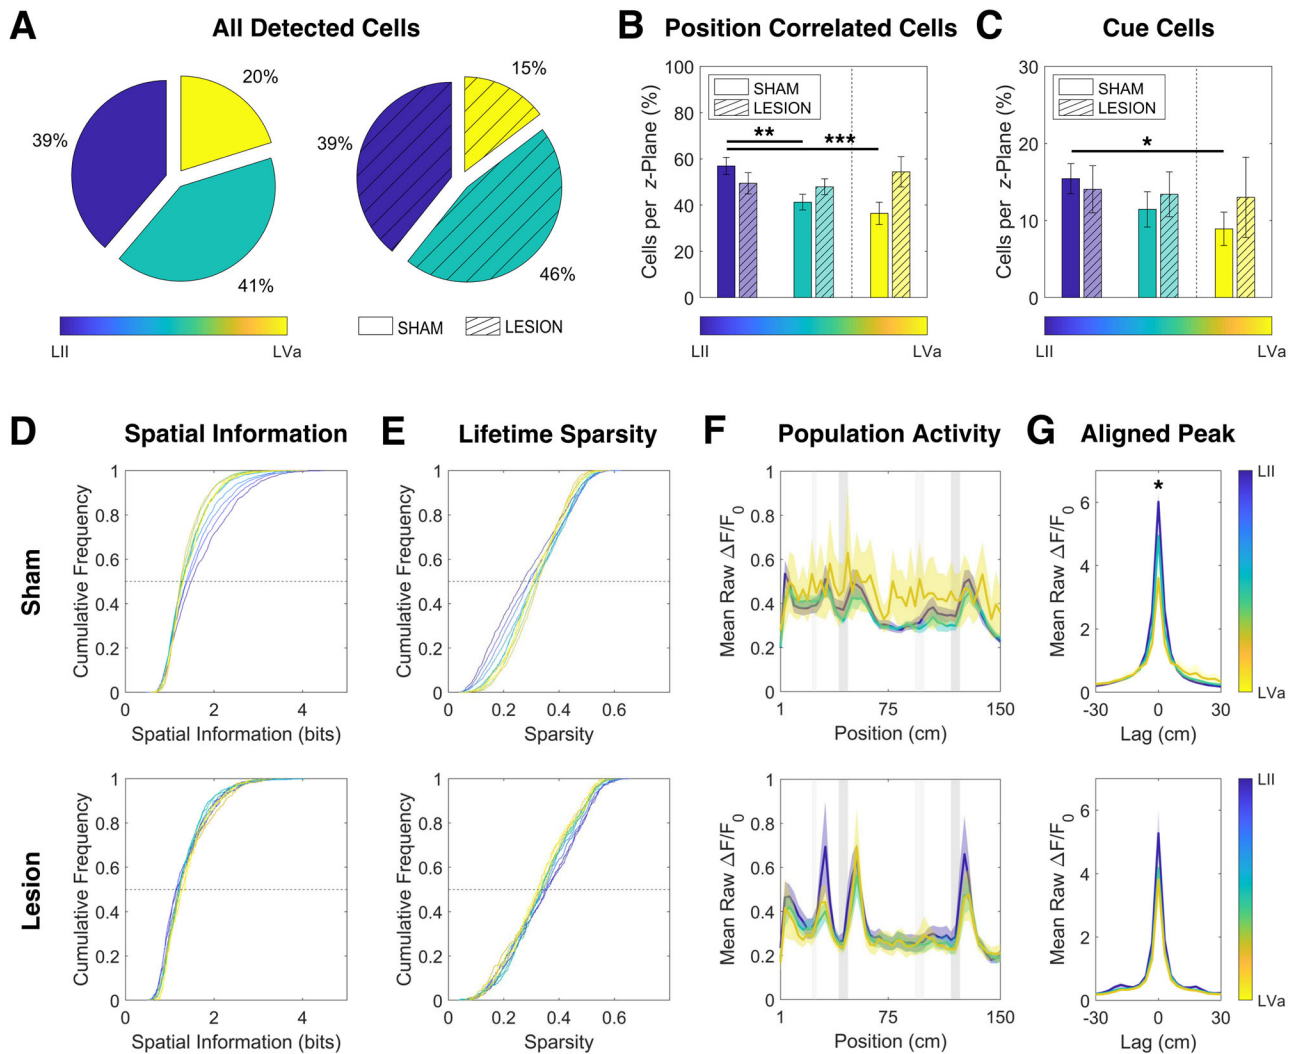 A All Detected Cells
20%
39%
41%
15%
39%
46%
LII LVa
SHAM LESION
B Position Correlated Cells
Cells per z-Plane (%)
100
80
60
40
20
0
SHAM
LESION
** ***
LII LVa
C Cue Cells
Cells per z-Plane (%)
30
20
10
0
SHAM
LESION
*
LII LVa
Sham
D Spatial Information
Cumulative Frequency
1
0.8
0.6
0.4
0.2
0
0 2 4
Spatial Information (bits)
E Lifetime Sparsity
Cumulative Frequency
1
0.8
0.6
0.4
0.2
0
0 0.2 0.4 0.6
Sparsity
F Population Activity
Mean Raw ΔF/F0
1
0.8
0.6
0.4
0.2
0
1 75 150
Position (cm)
G Aligned Peak
Mean Raw ΔF/F0
6
4
2
0
*
-30 0 30
Lag (cm)
LII
LVa
Lesion
Cumulative Frequency
1
0.8
0.6
0.4
0.2
0
0 2 4
Spatial Information (bits)
Cumulative Frequency
1
0.8
0.6
0.4
0.2
0
0 0.2 0.4 0.6
Sparsity
Mean Raw ΔF/F0
1
0.8
0.6
0.4
0.2
0
1 75 150
Position (cm)
Mean Raw ΔF/F0
6
4
2
0
-30 0 30
Lag (cm)
LII
LVa